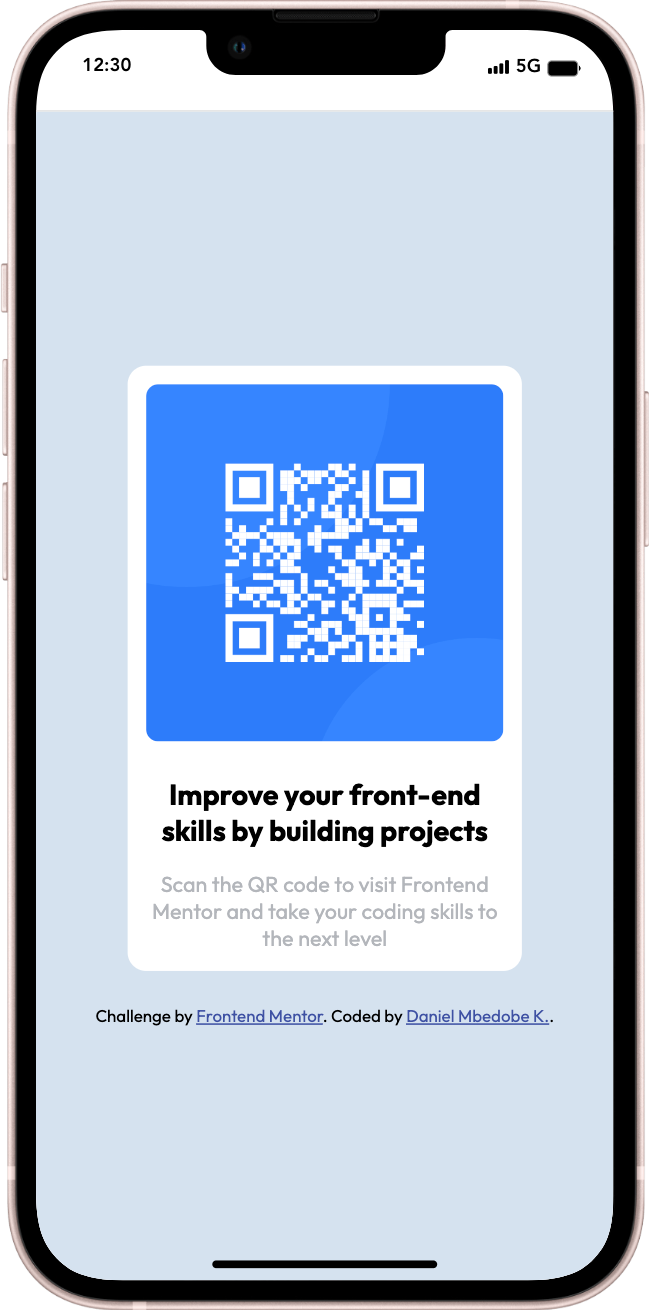 12:30 5G
Improve your front-end
skills by building projects
Scan the QR code to visit Frontend
Mentor and take your coding skills to
the next level
Challenge by Frontend Mentor. Coded by Daniel Mbedobe K..